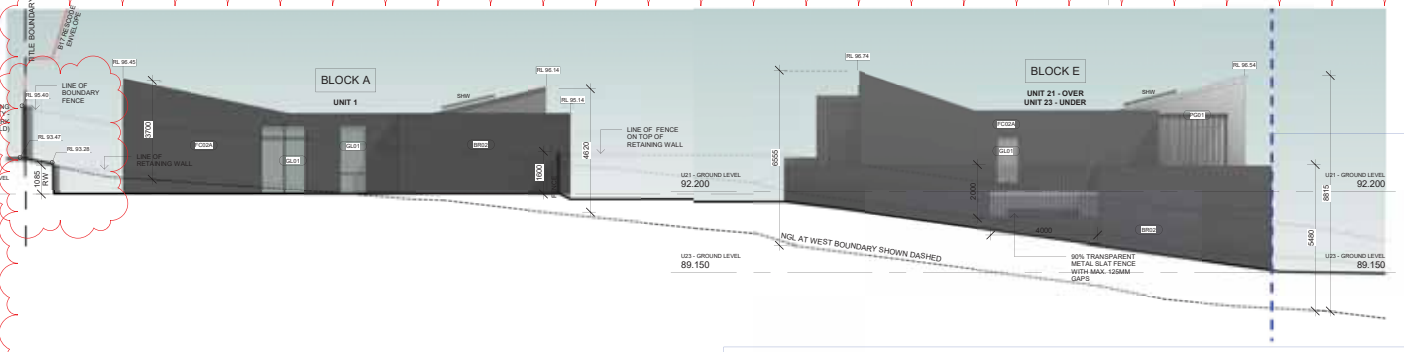 TITLE BOUNDARY
B17 RESCODE
ENVELOPE
LINE OF
BOUNDARY
FENCE
RL 95.40
RL 93.47
RL 93.28
1085
RW
LINE OF
RETAINING WALL
RL 96.45
3700
BLOCK A
UNIT 1
FC02A
GL01
GL01
BR02
SHW
RL 96.14
RL 95.14
1600
4620
LINE OF FENCE
ON TOP OF
RETAINING WALL
U21 - GROUND LEVEL
92.200
U23 - GROUND LEVEL
89.150
6555
RL 96.74
NGL AT WEST BOUNDARY SHOWN DASHED
BLOCK E
UNIT 21 - OVER
UNIT 23 - UNDER
FC02A
GL01
2000
4000
SHW
PG01
RL 96.54
BR02
90% TRANSPARENT
METAL SLAT FENCE
WITH MAX. 125MM
GAPS
U21 - GROUND LEVEL
92.200
U23 - GROUND LEVEL
89.150
5480
8815